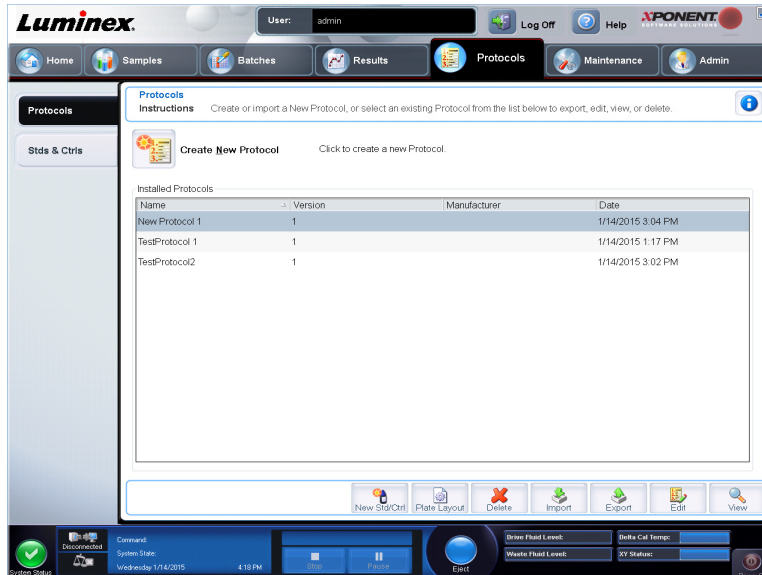 Luminex. User: admin Log Off Help XPONENT.
SOFTWARE SOLUTIONS
Home Samples Batches Results Protocols Maintenance Admin
Protocols
Stds & Ctrls
Protocols
Instructions Create or import a New Protocol, or select an existing Protocol from the list below to export, edit, view, or delete.
Create New Protocol Click to create a new Protocol.
Installed Protocols
Name Version Manufacturer Date
New Protocol 1 1 1/14/2015 3:04 PM
TestProtocol 1 1 1/14/2015 1:17 PM
TestProtocol2 1 1/14/2015 3:02 PM
New Std/Ctrl Plate Layout Delete Import Export Edit View
System Status
Disconnected
Command:
System State:
Wednesday 1/14/2015 4:18 PM
Stop Pause Eject
Drive Fluid Level: Delta Cal Temp:
Waste Fluid Level: XY Status: